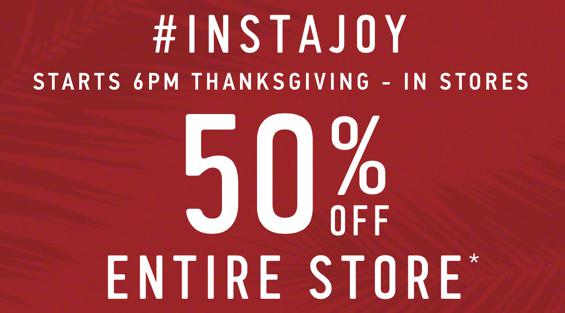 #INSTAJOY
STARTS 6PM THANKSGIVING - IN STORES
50%
OFF
ENTIRE STORE*